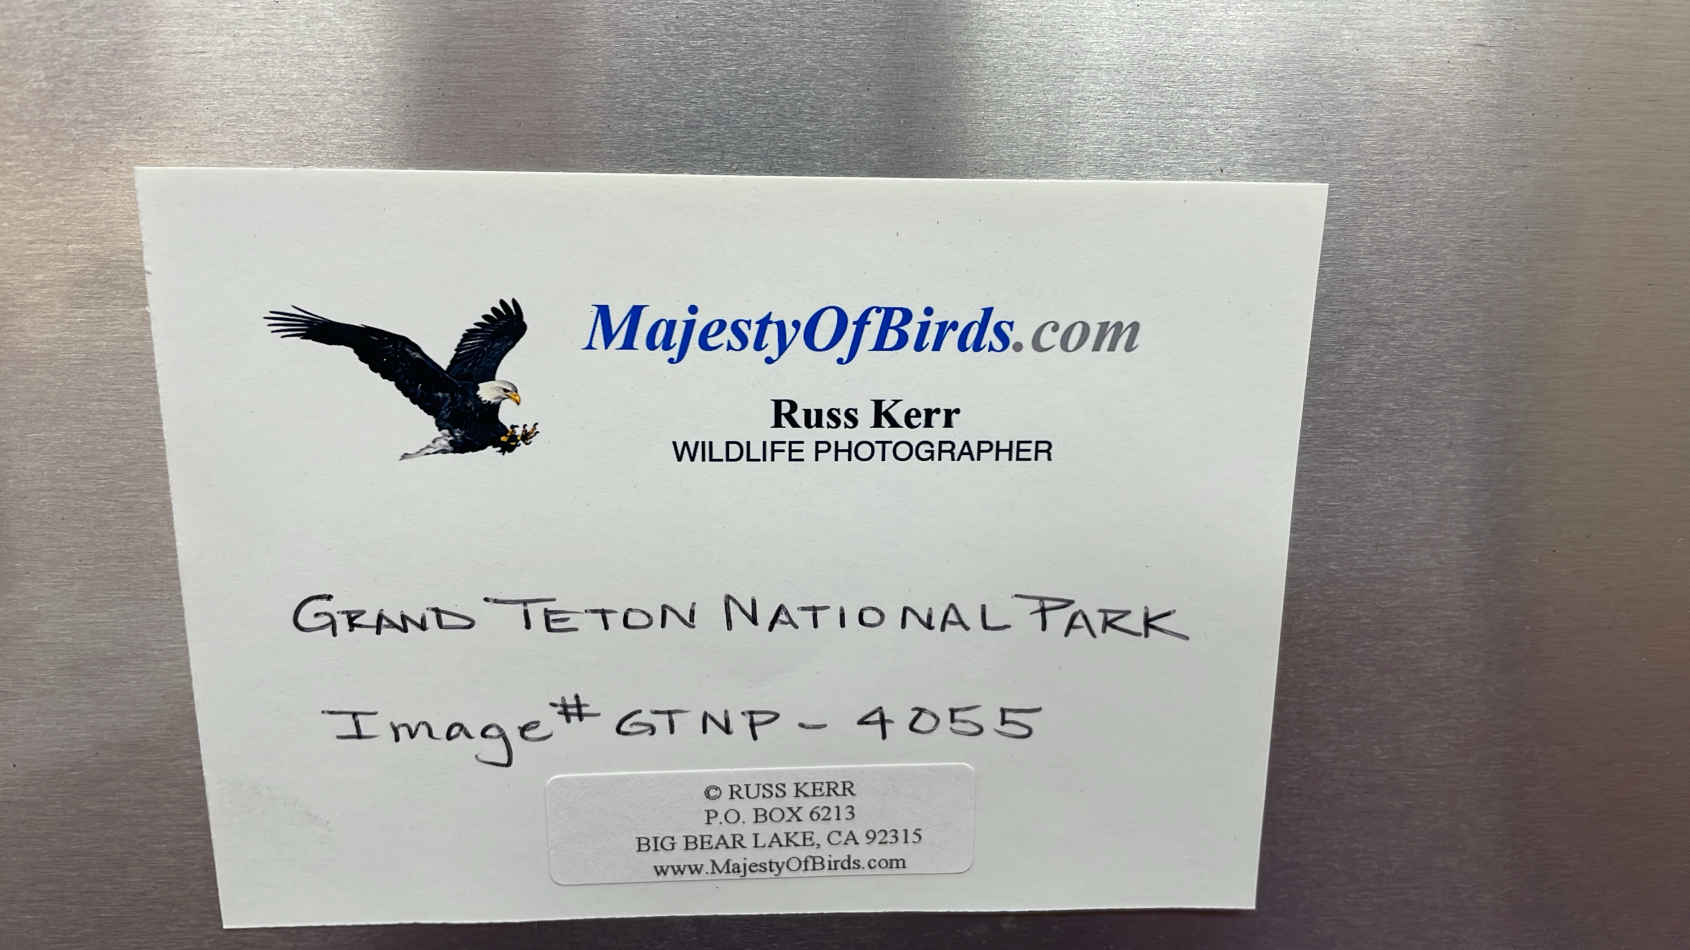 MajestyOfBirds.com
Russ Kerr
WILDLIFE PHOTOGRAPHER
GRAND TETON NATIONAL PARK
Image# GTNP - 4055
© RUSS KERR
P.O. BOX 6213
BIG BEAR LAKE, CA 92315
www.MajestyOfBirds.com